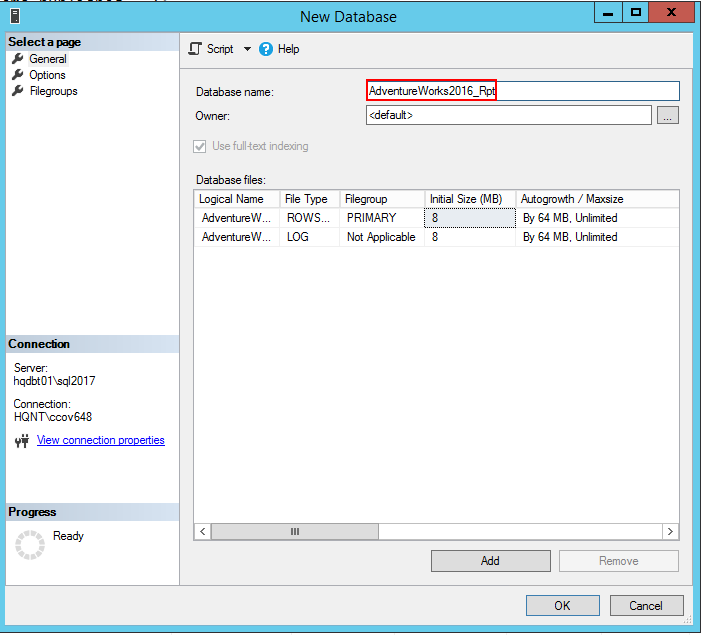 New Database
Select a page
General
Options
Filegroups
Script Help
Database name: AdventureWorks2016_Rpt
Owner: <default> ...
Use full-text indexing
Database files:
Logical Name File Type Filegroup Initial Size (MB) Autogrowth / Maxsize
AdventureW... ROWS... PRIMARY 8 By 64 MB, Unlimited
AdventureW... LOG Not Applicable 8 By 64 MB, Unlimited
Connection
Server:
hqdbt01\sql2017
Connection:
HQNT\ccov648
View connection properties
Progress
Ready
Add Remove
OK Cancel